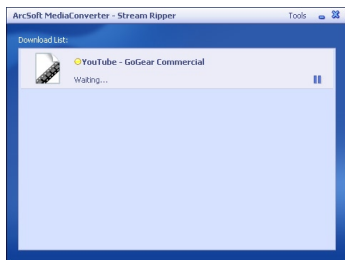 ArcSoft MediaConverter - Stream Ripper Tools
Download List:
YouTube - GoGear Commercial
Waiting...